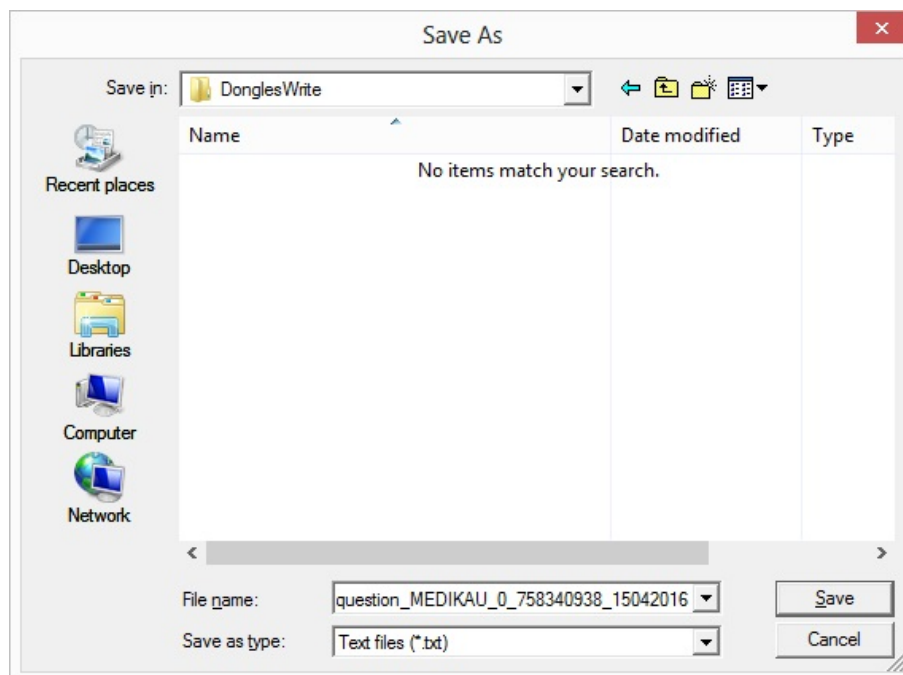 Save As
Save in:
DonglesWrite
Name
Date modified
Type
No items match your search.
Recent places
Desktop
Libraries
Computer
Network
File name:
question_MEDIKAU_0_758340938_15042016
Save
Save as type:
Text files (*.txt)
Cancel